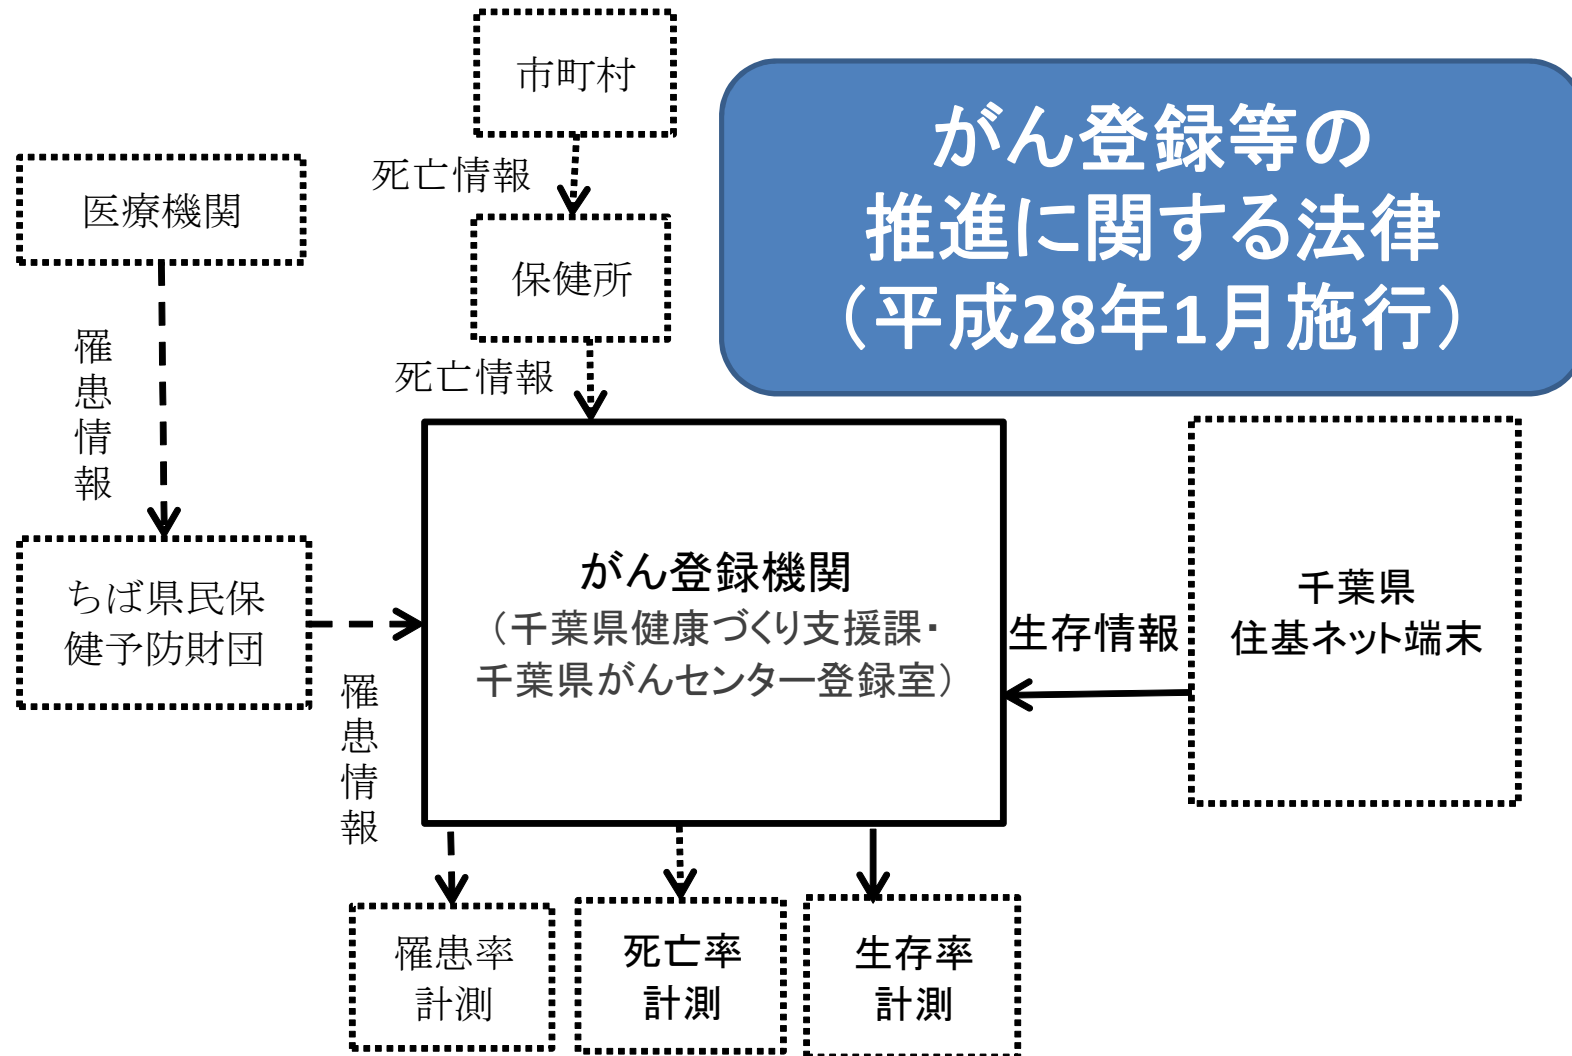 市町村
がん登録等の
推進に関する法律
（平成28年1月施行）
死亡情報
医療機関
保健所
罹患情報
死亡情報
がん登録機関
（千葉県健康づくり支援課・
千葉県がんセンター登録室）
ちば県民保
健予防財団
生存情報
千葉県
住基ネット端末
罹患情報
罹患率
計測
死亡率
計測
生存率
計測